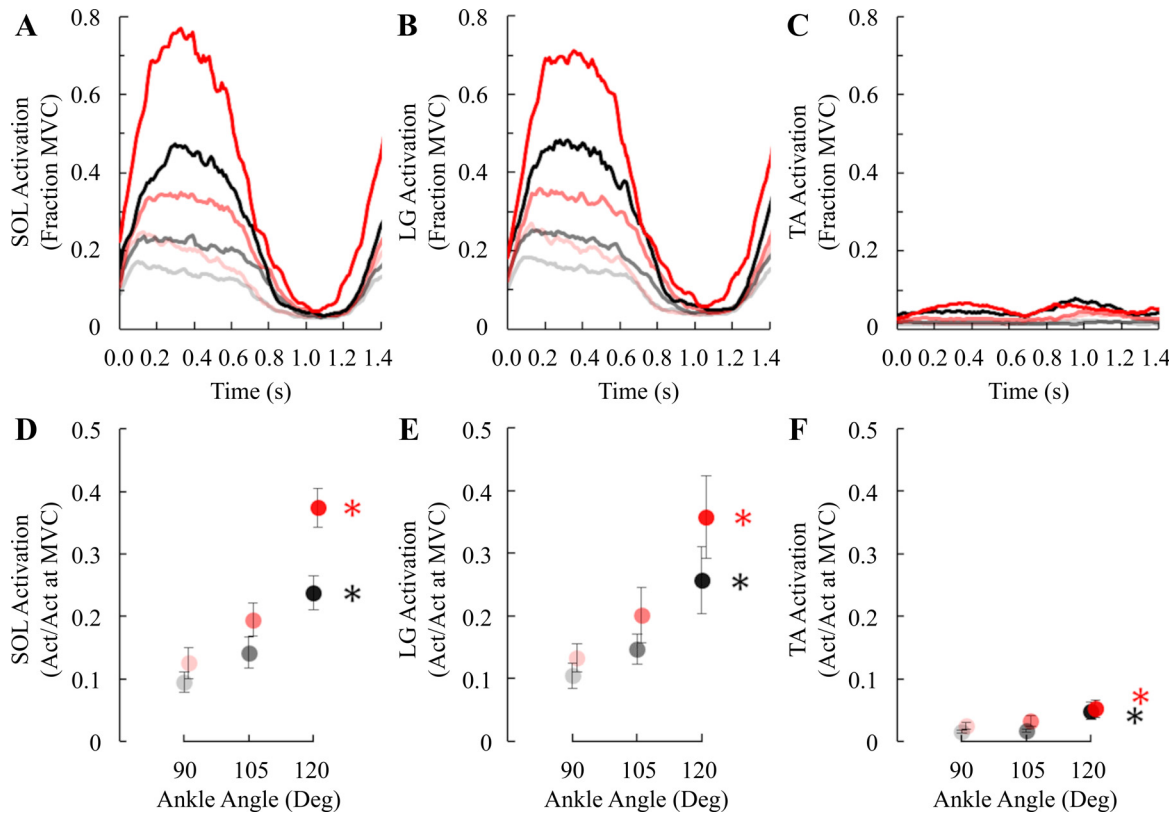 A
SOL Activation
(Fraction MVC)
0.8
0.6
0.4
0.2
0
0.0 0.2 0.4 0.6 0.8 1.0 1.2 1.4
Time (s)
B
LG Activation
(Fraction MVC)
0.8
0.6
0.4
0.2
0
0.0 0.2 0.4 0.6 0.8 1.0 1.2 1.4
Time (s)
C
TA Activation
(Fraction MVC)
0.8
0.6
0.4
0.2
0
0.0 0.2 0.4 0.6 0.8 1.0 1.2 1.4
Time (s)
D
SOL Activation
(Act/Act at MVC)
0.5
0.4
0.3
0.2
0.1
0
*
*
90 105 120
Ankle Angle (Deg)
E
LG Activation
(Act/Act at MVC)
0.5
0.4
0.3
0.2
0.1
0
*
*
90 105 120
Ankle Angle (Deg)
F
TA Activation
(Act/Act at MVC)
0.5
0.4
0.3
0.2
0.1
0
*
*
90 105 120
Ankle Angle (Deg)